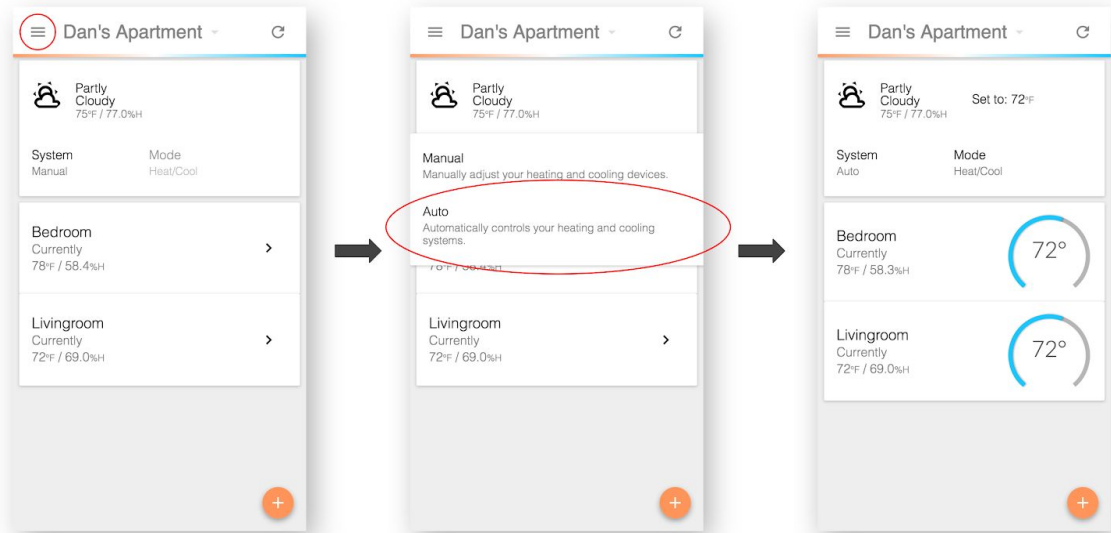 Dan's Apartment
Partly
Cloudy
75°F / 77.0%H
System
Manual
Mode
Heat/Cool
Bedroom
Currently
78°F / 58.4%H
Livingroom
Currently
72°F / 69.0%H
+
Dan's Apartment
Partly
Cloudy
75°F / 77.0%H
Manual
Manually adjust your heating and cooling devices.
Auto
Automatically controls your heating and cooling
systems.
78°F / 58.4%H
Livingroom
Currently
72°F / 69.0%H
+
Dan's Apartment
Partly
Cloudy
75°F / 77.0%H
Set to: 72°F
System
Auto
Mode
Heat/Cool
Bedroom
Currently
78°F / 58.3%H
72°
Livingroom
Currently
72°F / 69.0%H
72°
+